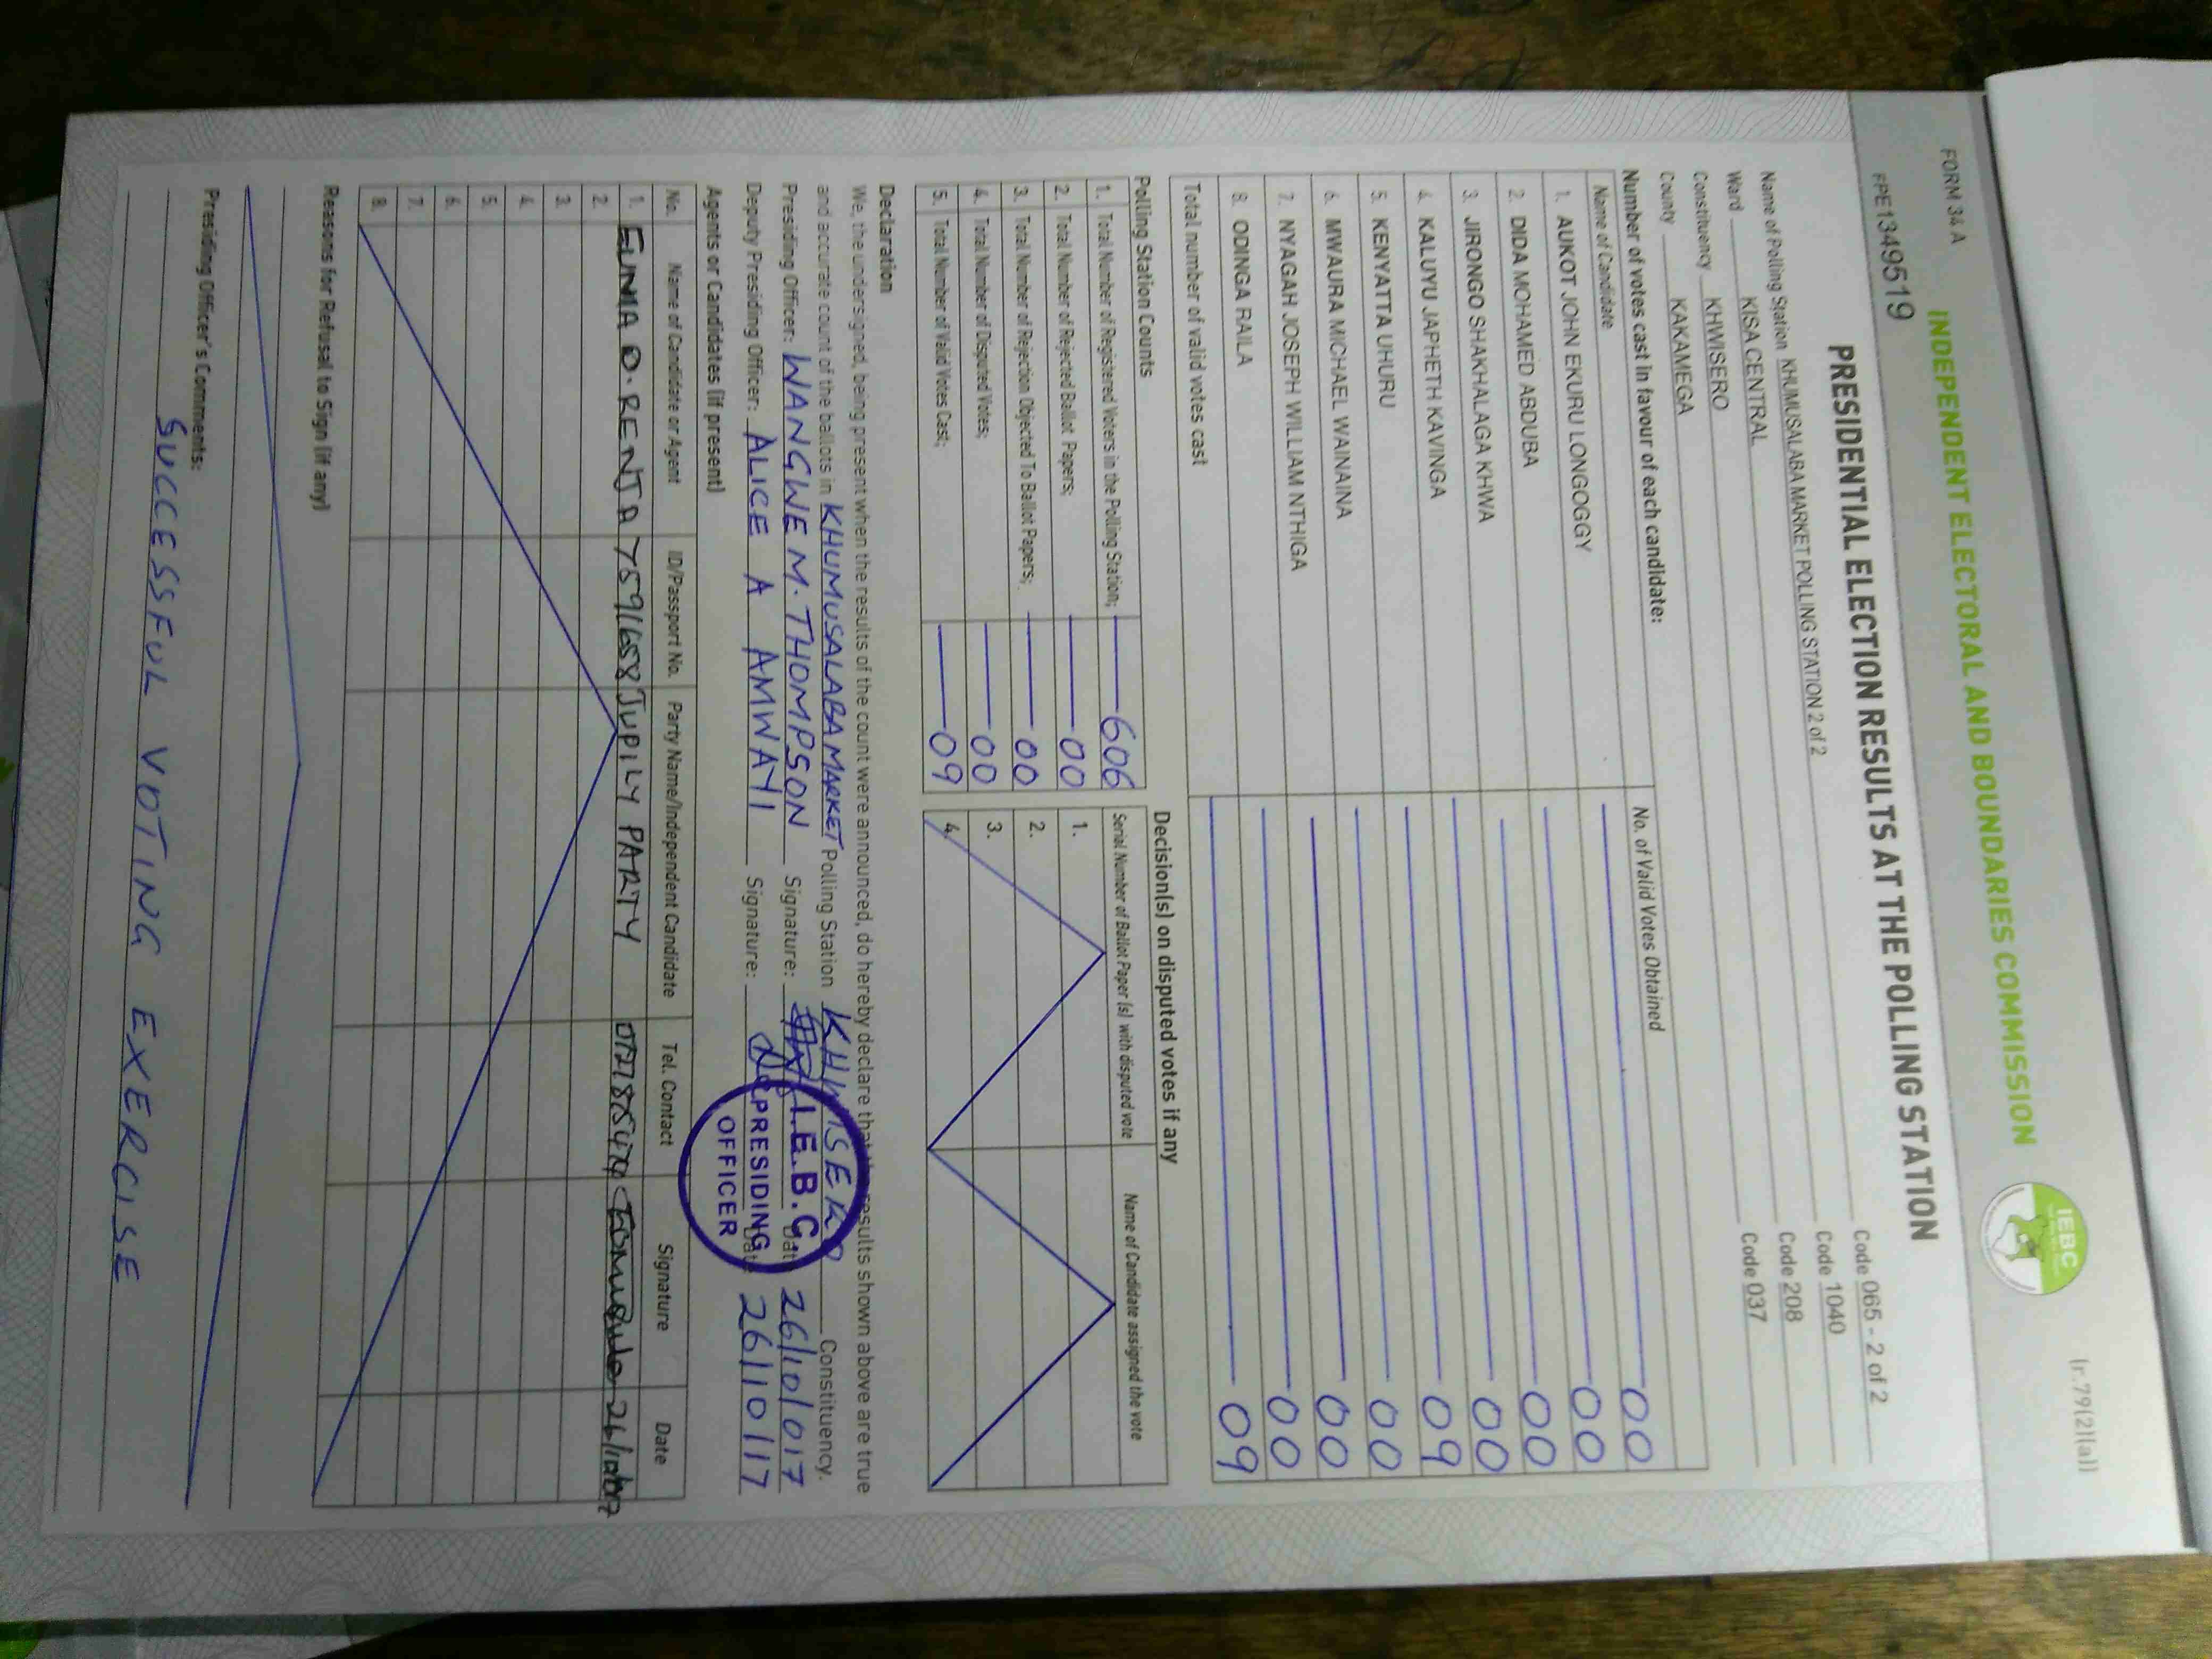 (r.79(2)(a))
FORM 34 A
INDEPENDENT ELECTORAL AND BOUNDARIES COMMISSION
IEBC
FPE1349519
PRESIDENTIAL ELECTION RESULTS AT THE POLLING STATION
Name of Polling Station KHUMUSALABA MARKET POLLING STATION 2 of 2 Code 065 - 2 of 2
Ward KISA CENTRAL Code 1040
Constituency KHWISERO Code 208
County KAKAMEGA Code 037
Number of votes cast in favour of each candidate:
Name of Candidate No. of Valid Votes Obtained
1. AUKOT JOHN EKURU LONGOGGY 00
2. DIDA MOHAMED ABDUBA 00
3. JIRONGO SHAKHALAGA KHWA 00
4. KALUYU JAPHETH KAVINGA 00
5. KENYATTA UHURU 09
6. MWAURA MICHAEL WAINAINA 00
7. NYAGAH JOSEPH WILLIAM NTHIGA 00
8. ODINGA RAILA 00
Total number of valid votes cast 09
Polling Station Counts
1. Total Number of Registered Voters in the Polling Station; 606
2. Total Number of Rejected Ballot Papers; 00
3. Total Number of Rejection Objected To Ballot Papers; 00
4. Total Number of Disputed Votes; 00
5. Total Number of Valid Votes Cast; 09
Decision(s) on disputed votes if any
Serial Number of Ballot Paper (s) with disputed vote Name of Candidate assigned the vote
1.
2.
3.
4.
Declaration
We, the undersigned, being present when the results of the count were announced, do hereby declare that the results shown above are true
and accurate count of the ballots in KHUMUSALABA MARKET Polling Station KHWISERO Constituency.
Presiding Officer: WANGWE M. THOMPSON Signature: Date 26/10/017
Deputy Presiding Officer: ALICE A AMWAYI Signature: Date 26/10/17
I.E.B.C
PRESIDING
OFFICER
Agents or Candidates (if present)
No. Name of Candidate or Agent ID/Passport No. Party Name/Independent Candidate Tel. Contact Signature Date
1. O. 7591658 PARTY
2.
3.
4.
5.
6.
7.
8.
Reasons for Refusal to Sign (if any)
Presiding Officer's Comments:
SUCCESSFUL VOTING EXERCISE